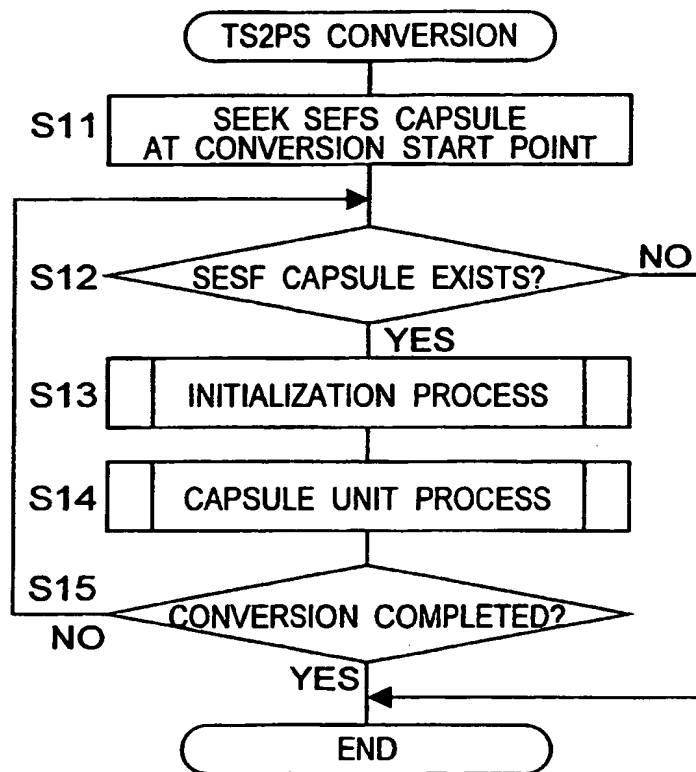 TS2PS CONVERSION
S11
SEEK SEFS CAPSULE
AT CONVERSION START POINT
S12
SESF CAPSULE EXISTS?
NO
YES
S13
INITIALIZATION PROCESS
S14
CAPSULE UNIT PROCESS
S15
CONVERSION COMPLETED?
NO
YES
END